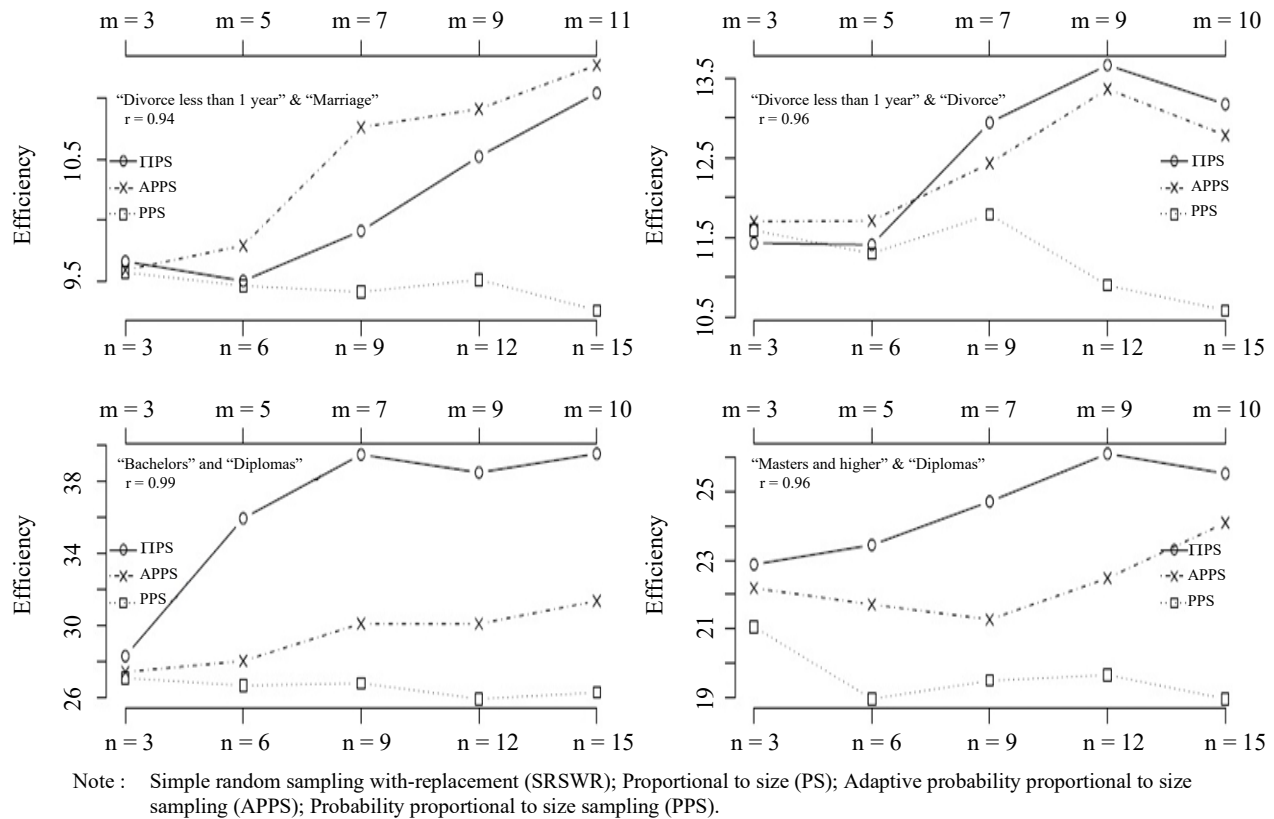 m = 3 m = 5 m = 7 m = 9 m = 11
“Divorce less than 1 year” & “Marriage”
r = 0.94
Efficiency
10.5
9.5
ΠPS
APPS
PPS
n = 3 n = 6 n = 9 n = 12 n = 15
m = 3 m = 5 m = 7 m = 9 m = 10
“Divorce less than 1 year” & “Divorce”
r = 0.96
Efficiency
13.5
12.5
11.5
10.5
ΠPS
APPS
PPS
n = 3 n = 6 n = 9 n = 12 n = 15
m = 3 m = 5 m = 7 m = 9 m = 10
“Bachelors” and “Diplomas”
r = 0.99
Efficiency
38
34
30
26
ΠPS
APPS
PPS
n = 3 n = 6 n = 9 n = 12 n = 15
m = 3 m = 5 m = 7 m = 9 m = 10
“Masters and higher” & “Diplomas”
r = 0.96
Efficiency
25
23
21
19
ΠPS
APPS
PPS
n = 3 n = 6 n = 9 n = 12 n = 15
Note : Simple random sampling with-replacement (SRSWR); Proportional to size (PS); Adaptive probability proportional to size
sampling (APPS); Probability proportional to size sampling (PPS).